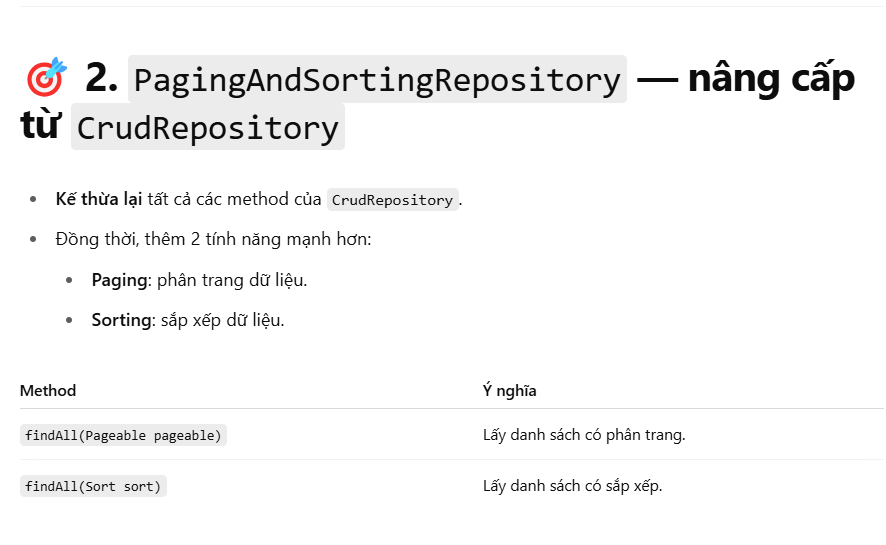 🎯 2. PagingAndSortingRepository — nâng cấp
từ CrudRepository
Kế thừa lại tất cả các method của CrudRepository.
Đồng thời, thêm 2 tính năng mạnh hơn:
Paging: phân trang dữ liệu.
Sorting: sắp xếp dữ liệu.
Method Ý nghĩa
findAll(Pageable pageable) Lấy danh sách có phân trang.
findAll(Sort sort) Lấy danh sách có sắp xếp.